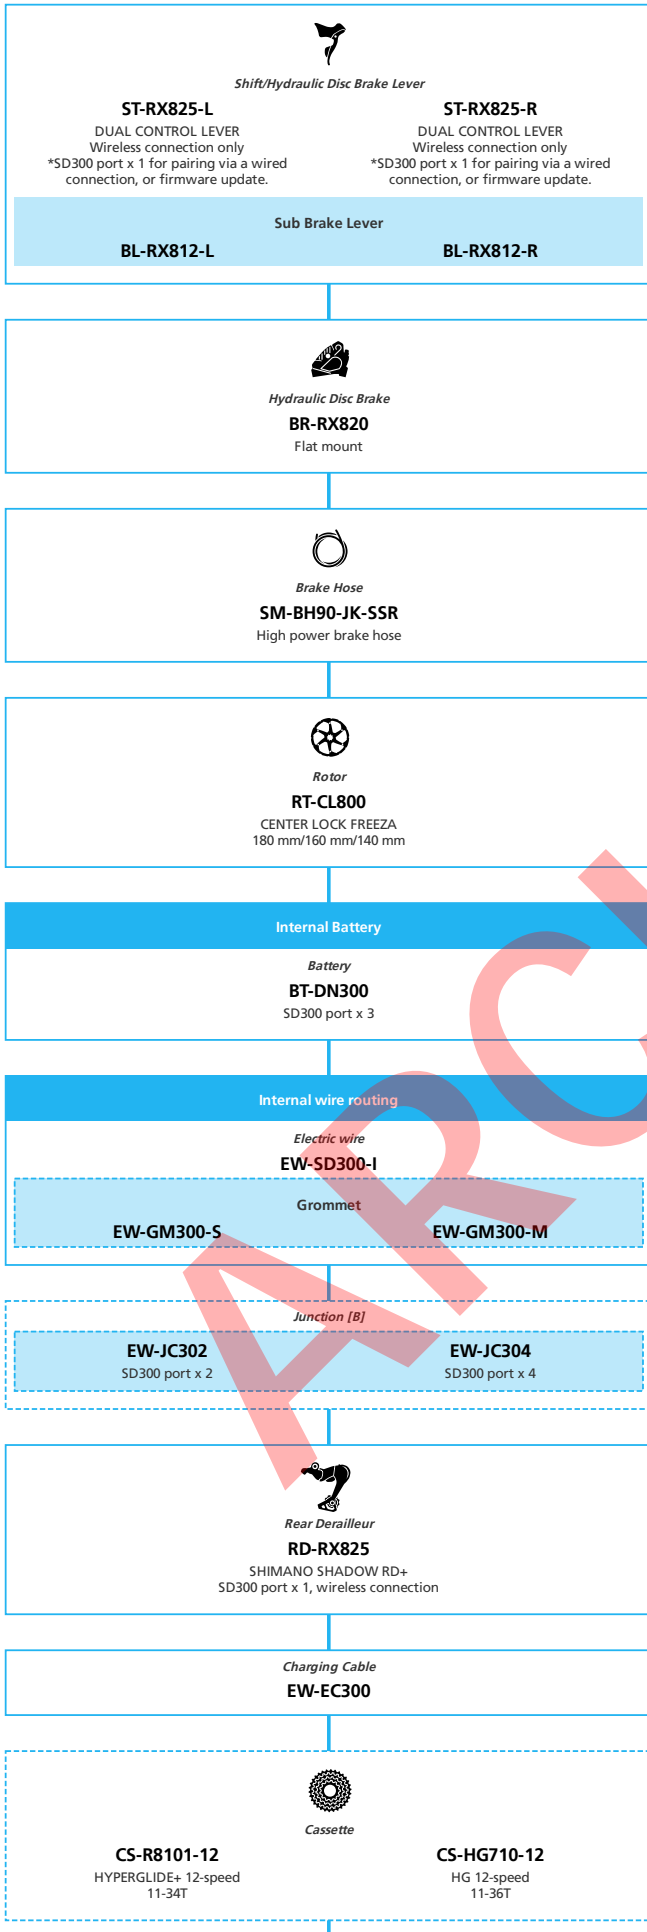 Shift/Hydraulic Disc Brake Lever
ST-RX825-L
DUAL CONTROL LEVER
Wireless connection only
*SD300 port x 1 for pairing via a wired
connection, or firmware update.
ST-RX825-R
DUAL CONTROL LEVER
Wireless connection only
*SD300 port x 1 for pairing via a wired
connection, or firmware update.
Sub Brake Lever
BL-RX812-L
BL-RX812-R
Hydraulic Disc Brake
BR-RX820
Flat mount
Brake Hose
SM-BH90-JK-SSR
High power brake hose
Rotor
RT-CL800
CENTER LOCK FREEZA
180 mm/160 mm/140 mm
Internal Battery
Battery
BT-DN300
SD300 port x 3
Internal wire routing
Electric wire
EW-SD300-I
Grommet
EW-GM300-S
EW-GM300-M
Junction [B]
EW-JC302
SD300 port x 2
EW-JC304
SD300 port x 4
Rear Derailleur
RD-RX825
SHIMANO SHADOW RD+
SD300 port x 1, wireless connection
Charging Cable
EW-EC300
Cassette
CS-R8101-12
HYPERGLIDE+ 12-speed
11-34T
CS-HG710-12
HG 12-speed
11-36T